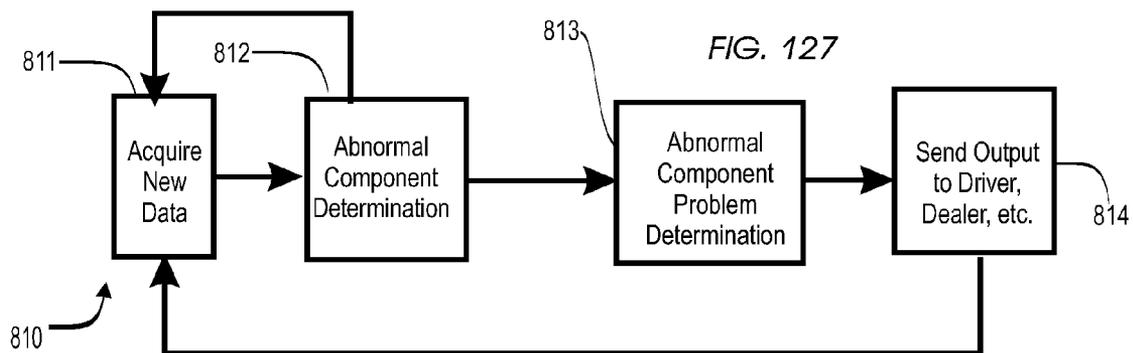 FIG. 127
811
812
813
Acquire
New
Data
Abnormal
Component
Determination
Abnormal
Component
Problem
Determination
Send Output
to Driver,
Dealer, etc.
814
810